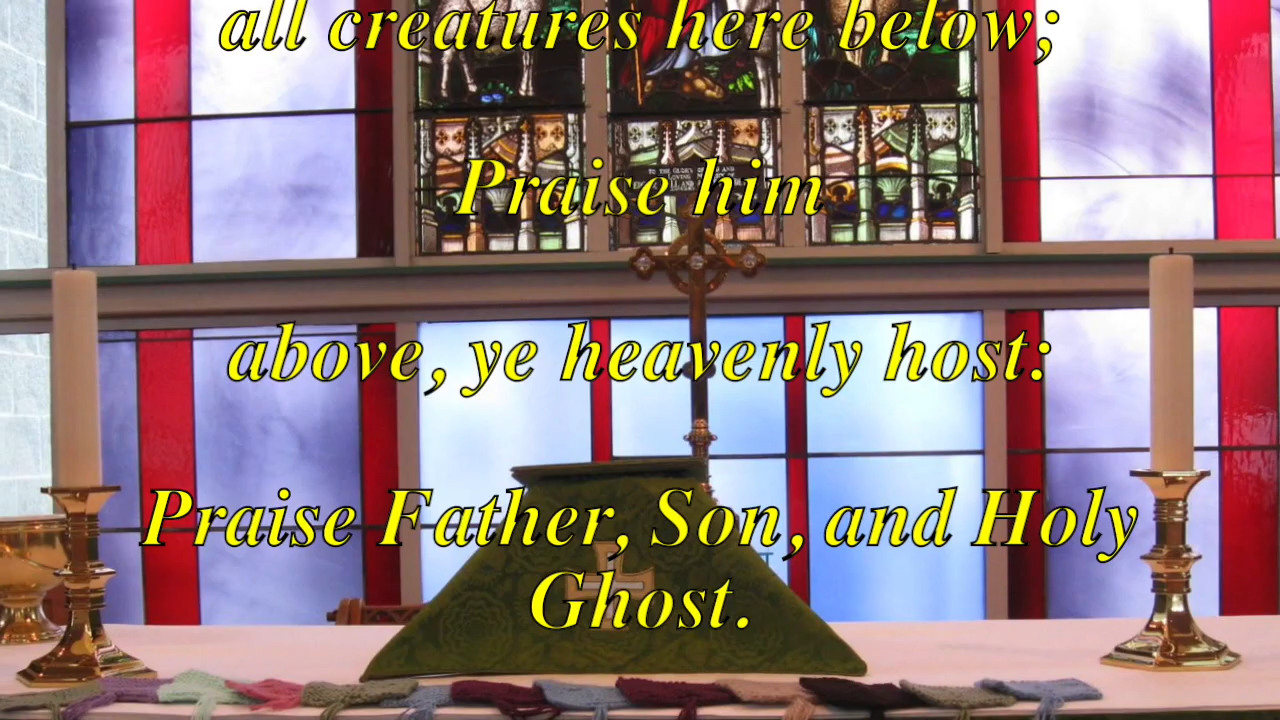 all creatures here below;
Praise him
above, ye heavenly host:
Praise Father, Son, and Holy
Ghost.